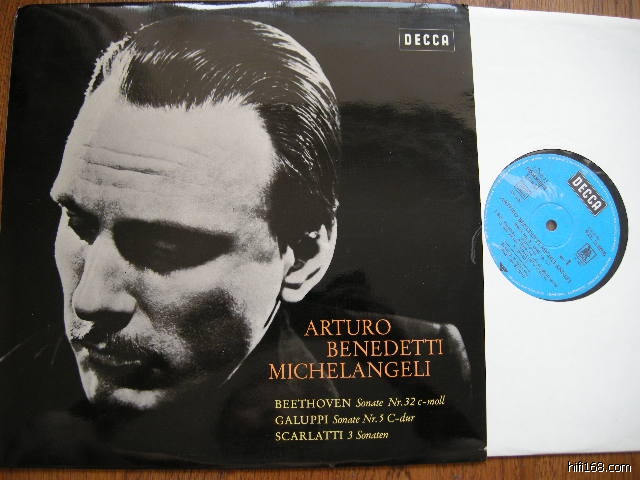 DECCA
ARTURO
BENEDETTI
MICHELANGELI
BEETHOVEN Sonate Nr.32 c-moll
GALUPPI Sonate Nr.5 C-dur
SCARLATTI 3 Sonaten
DECCA
hifi168.com